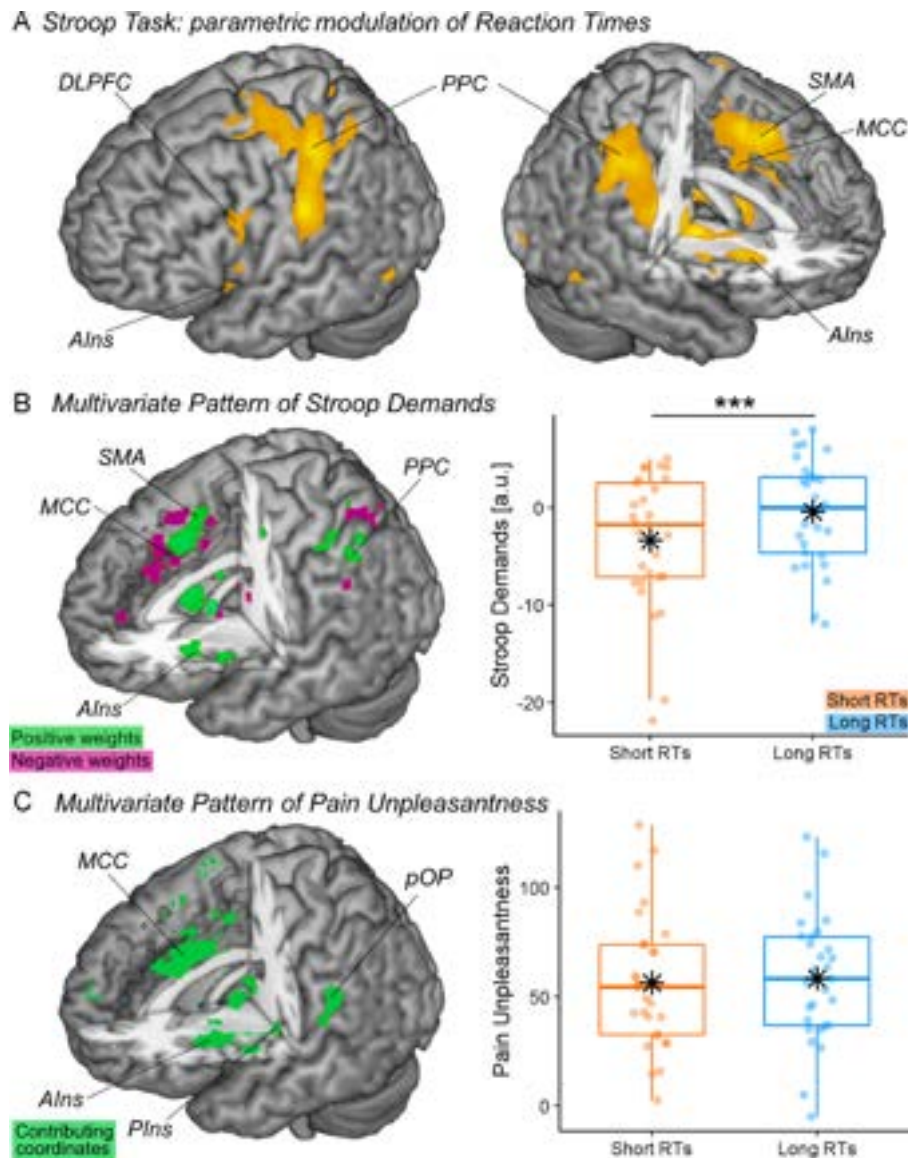 A Stroop Task: parametric modulation of Reaction Times
DLPFC
PPC
SMA
MCC
AIns
AIns
B Multivariate Pattern of Stroop Demands
SMA
MCC
PPC
AIns
Positive weights
Negative weights
***
Stroop Demands [a.u.]
0
-10
-20
Short RTs
Long RTs
Short RTs
Long RTs
C Multivariate Pattern of Pain Unpleasantness
MCC
pOP
AIns
PIns
Contributing
coordinates
Pain Unpleasantness
100
50
0
Short RTs
Long RTs